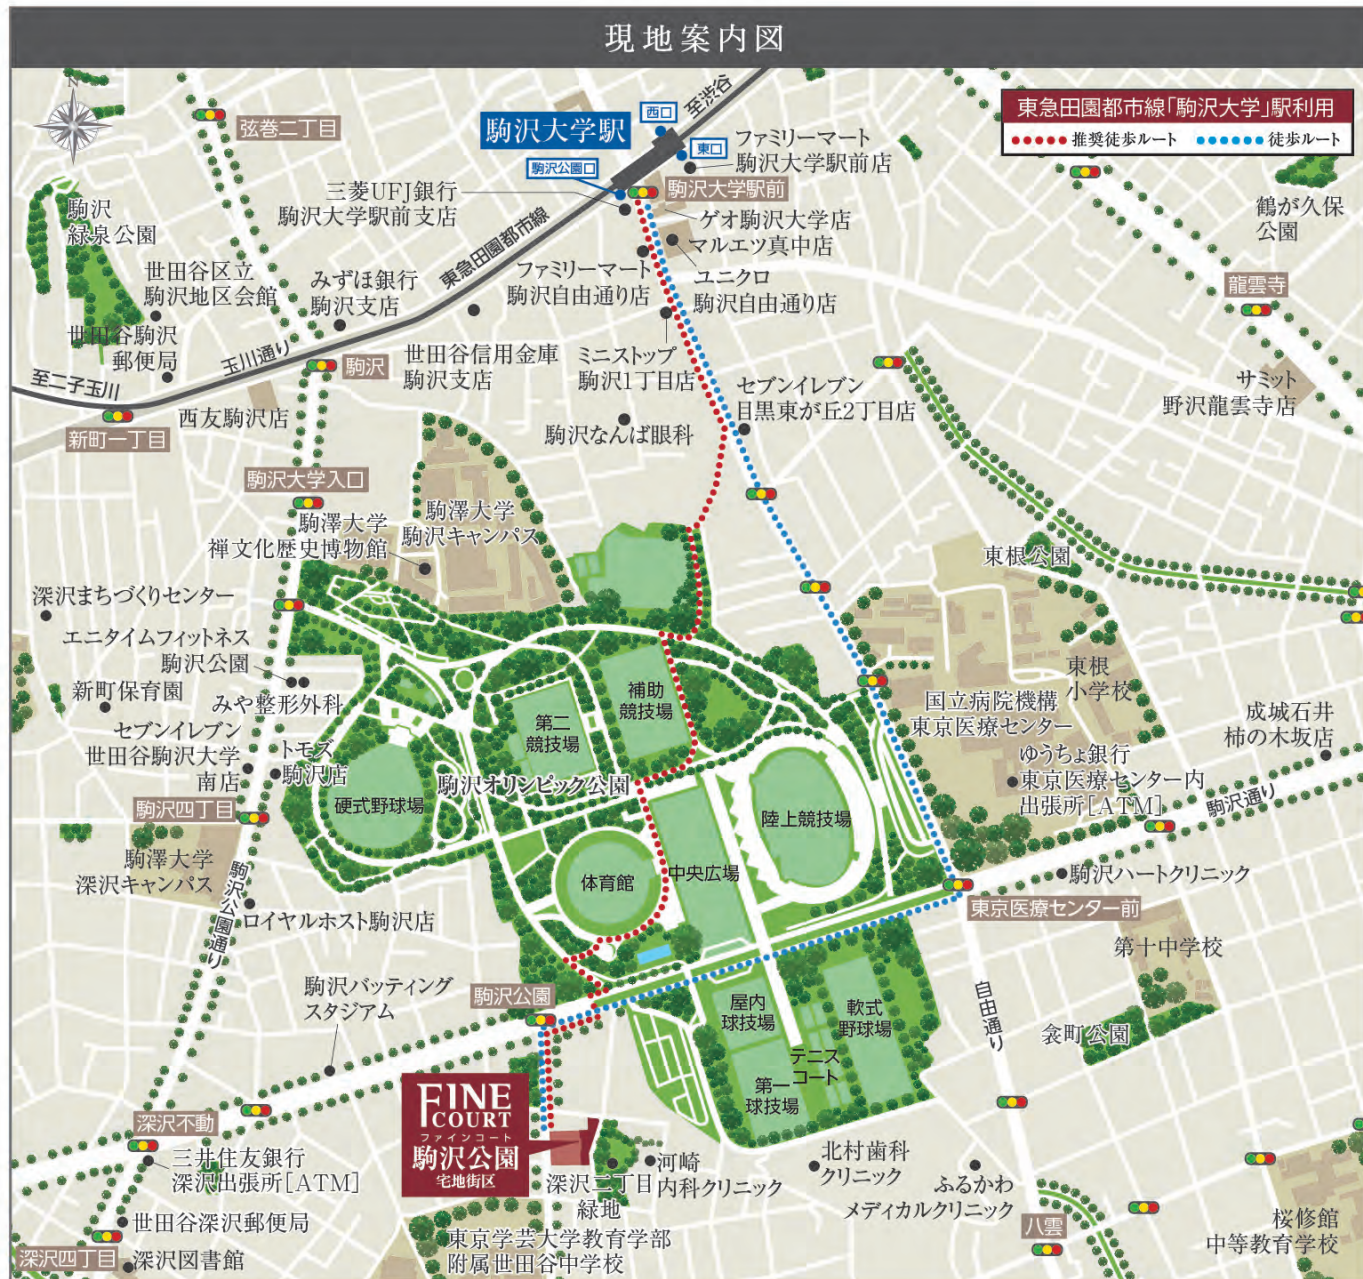 現地案内図
N
東急田園都市線「駒沢大学」駅利用
推奨徒歩ルート
徒歩ルート
弦巻二丁目
駒沢大学駅
西口
東口
駒沢公園口
至渋谷
ファミリーマート
駒沢大学駅前店
駒沢大学駅前
三菱UFJ銀行
駒沢大学駅前支店
ゲオ駒沢大学店
マルエツ真中店
東急田園都市線
ファミリーマート
駒沢自由通り店
ユニクロ
駒沢自由通り店
鶴が久保
公園
龍雲寺
駒沢
緑泉公園
世田谷区立
駒沢地区会館
みずほ銀行
駒沢支店
世田谷駒沢
郵便局
玉川通り
至二子玉川
駒沢
世田谷信用金庫
駒沢支店
ミニストップ
駒沢1丁目店
セブンイレブン
目黒東が丘2丁目店
サミット
野沢龍雲寺店
西友駒沢店
新町一丁目
駒沢なんば眼科
駒沢大学入口
駒澤大学
禅文化歴史博物館
駒澤大学
駒沢キャンパス
東根公園
深沢まちづくりセンター
エニタイムフィットネス
駒沢公園
新町保育園
みや整形外科
セブンイレブン
世田谷駒沢大学
南店
トモズ
駒沢店
駒沢四丁目
補助
競技場
第二
競技場
駒沢オリンピック公園
硬式野球場
陸上競技場
体育館
中央広場
国立病院機構
東京医療センター
東根
小学校
ゆうちょ銀行
東京医療センター内
出張所[ATM]
成城石井
柿の木坂店
駒沢通り
駒澤大学
深沢キャンパス
駒沢公園通り
ロイヤルホスト駒沢店
駒沢ハートクリニック
東京医療センター前
第十中学校
駒沢バッティング
スタジアム
駒沢公園
屋内
球技場
軟式
野球場
テニス
コート
第一
球技場
自由通り
衾町公園
FINE
COURT
ファインコート
駒沢公園
宅地街区
深沢不動
三井住友銀行
深沢出張所[ATM]
深沢二丁目
緑地
河崎
内科クリニック
北村歯科
クリニック
ふるかわ
メディカルクリニック
世田谷深沢郵便局
深沢四丁目
深沢図書館
東京学芸大学教育学部
附属世田谷中学校
八雲
桜修館
中等教育学校